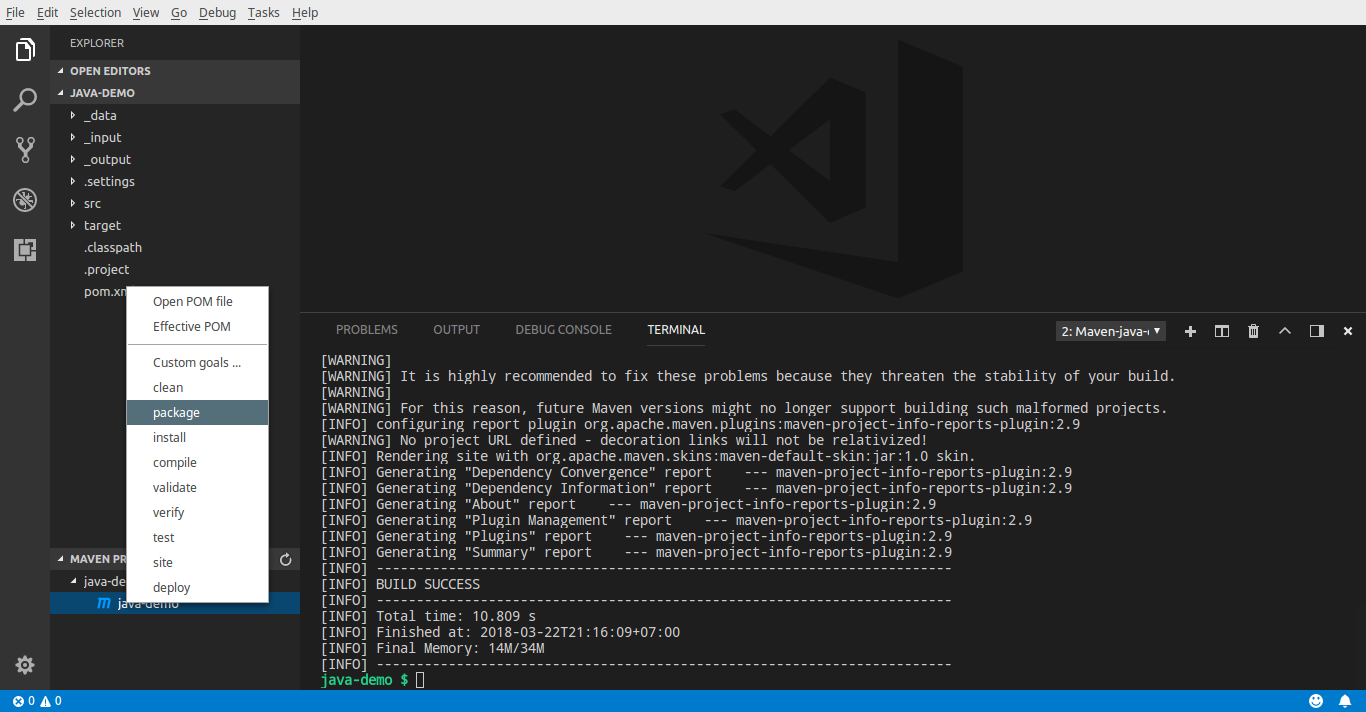 File Edit Selection View Go Debug Tasks Help
EXPLORER
OPEN EDITORS
JAVA-DEMO
_data
_input
_output
.settings
src
target
.classpath
.project
pom.xm
Open POM file
Effective POM
Custom goals ...
clean
package
install
compile
validate
verify
test
site
deploy
MAVEN PR
java-de
m java-demo
PROBLEMS OUTPUT DEBUG CONSOLE TERMINAL 2: Maven-java-
[WARNING]
[WARNING] It is highly recommended to fix these problems because they threaten the stability of your build.
[WARNING]
[WARNING] For this reason, future Maven versions might no longer support building such malformed projects.
[INFO] configuring report plugin org.apache.maven.plugins:maven-project-info-reports-plugin:2.9
[WARNING] No project URL defined - decoration links will not be relativized!
[INFO] Rendering site with org.apache.maven.skins:maven-default-skin:jar:1.0 skin.
[INFO] Generating "Dependency Convergence" report    --- maven-project-info-reports-plugin:2.9
[INFO] Generating "Dependency Information" report    --- maven-project-info-reports-plugin:2.9
[INFO] Generating "About" report    --- maven-project-info-reports-plugin:2.9
[INFO] Generating "Plugin Management" report    --- maven-project-info-reports-plugin:2.9
[INFO] Generating "Plugins" report    --- maven-project-info-reports-plugin:2.9
[INFO] Generating "Summary" report    --- maven-project-info-reports-plugin:2.9
[INFO] ------------------------------------------------------------------------
[INFO] BUILD SUCCESS
[INFO] ------------------------------------------------------------------------
[INFO] Total time: 10.809 s
[INFO] Finished at: 2018-03-22T21:16:09+07:00
[INFO] Final Memory: 14M/34M
[INFO] ------------------------------------------------------------------------
java-demo $
0 0